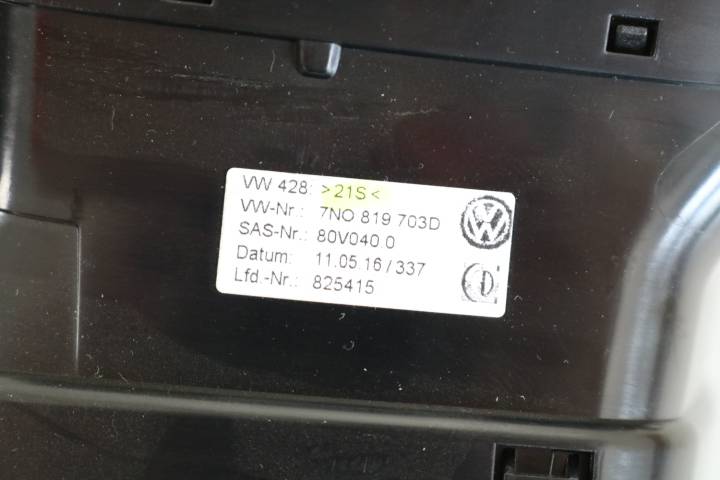 VW 428: >21S<
VW-Nr.: 7NO 819 703D
SAS-Nr.: 80V040.0
Datum: 11.05.16 / 337
Lfd.-Nr.: 825415